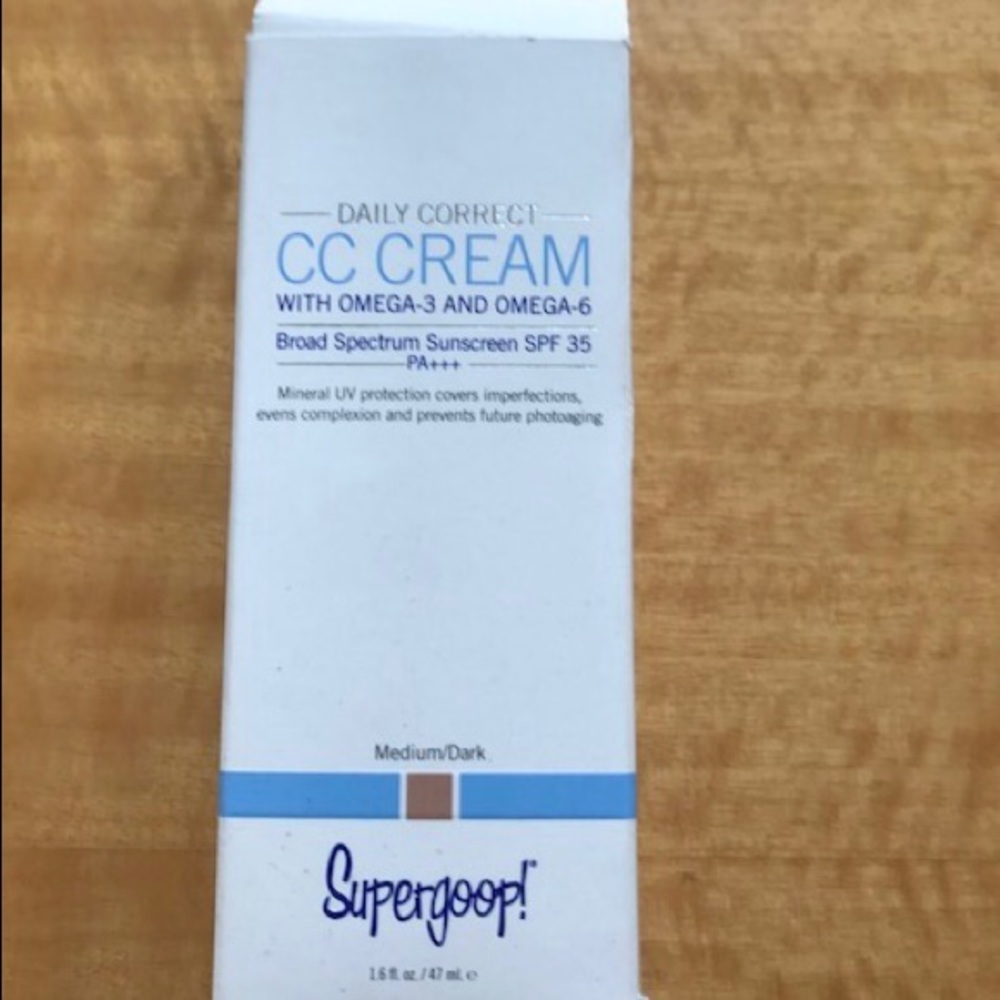 DAILY CORRECT
CC CREAM
WITH OMEGA-3 AND OMEGA-6
Broad Spectrum Sunscreen SPF 35
PA+++
Mineral UV protection covers imperfections,
evens complexion and prevents future photoaging
Medium/Dark
Supergoop!
1.6 fl. oz. / 47 ml. e